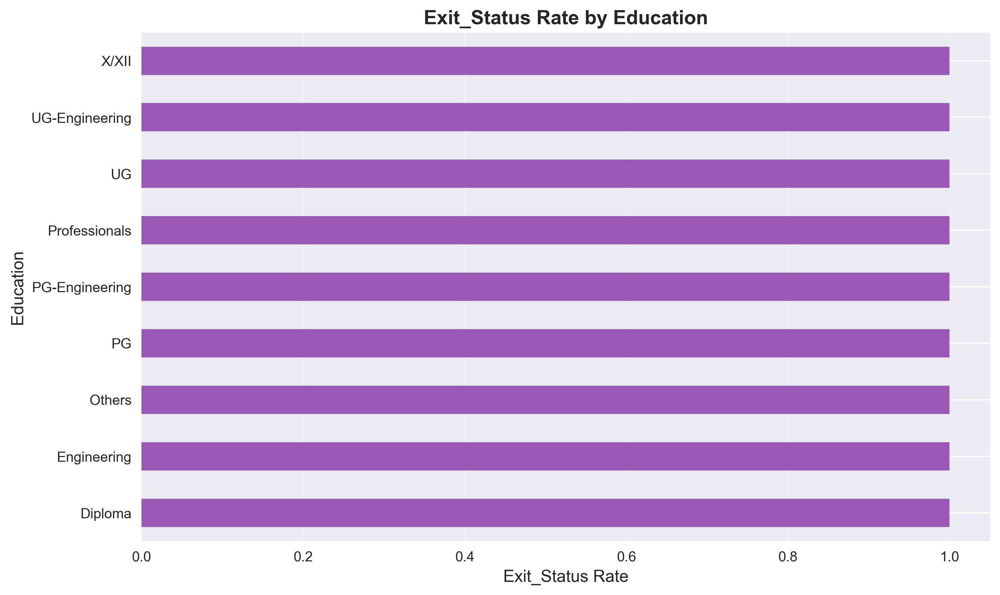 Exit_Status Rate by Education
X/XII
UG-Engineering
UG
Professionals
PG-Engineering
PG
Others
Engineering
Diploma
Education
0.0 0.2 0.4 0.6 0.8 1.0
Exit_Status Rate